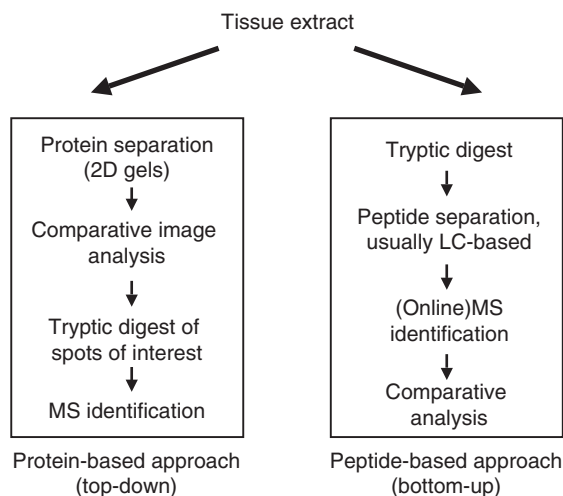 Tissue extract
Protein separation
(2D gels)
Comparative image
analysis
Tryptic digest of
spots of interest
MS identification
Protein-based approach
(top-down)
Tryptic digest
Peptide separation,
usually LC-based
(Online)MS
identification
Comparative
analysis
Peptide-based approach
(bottom-up)